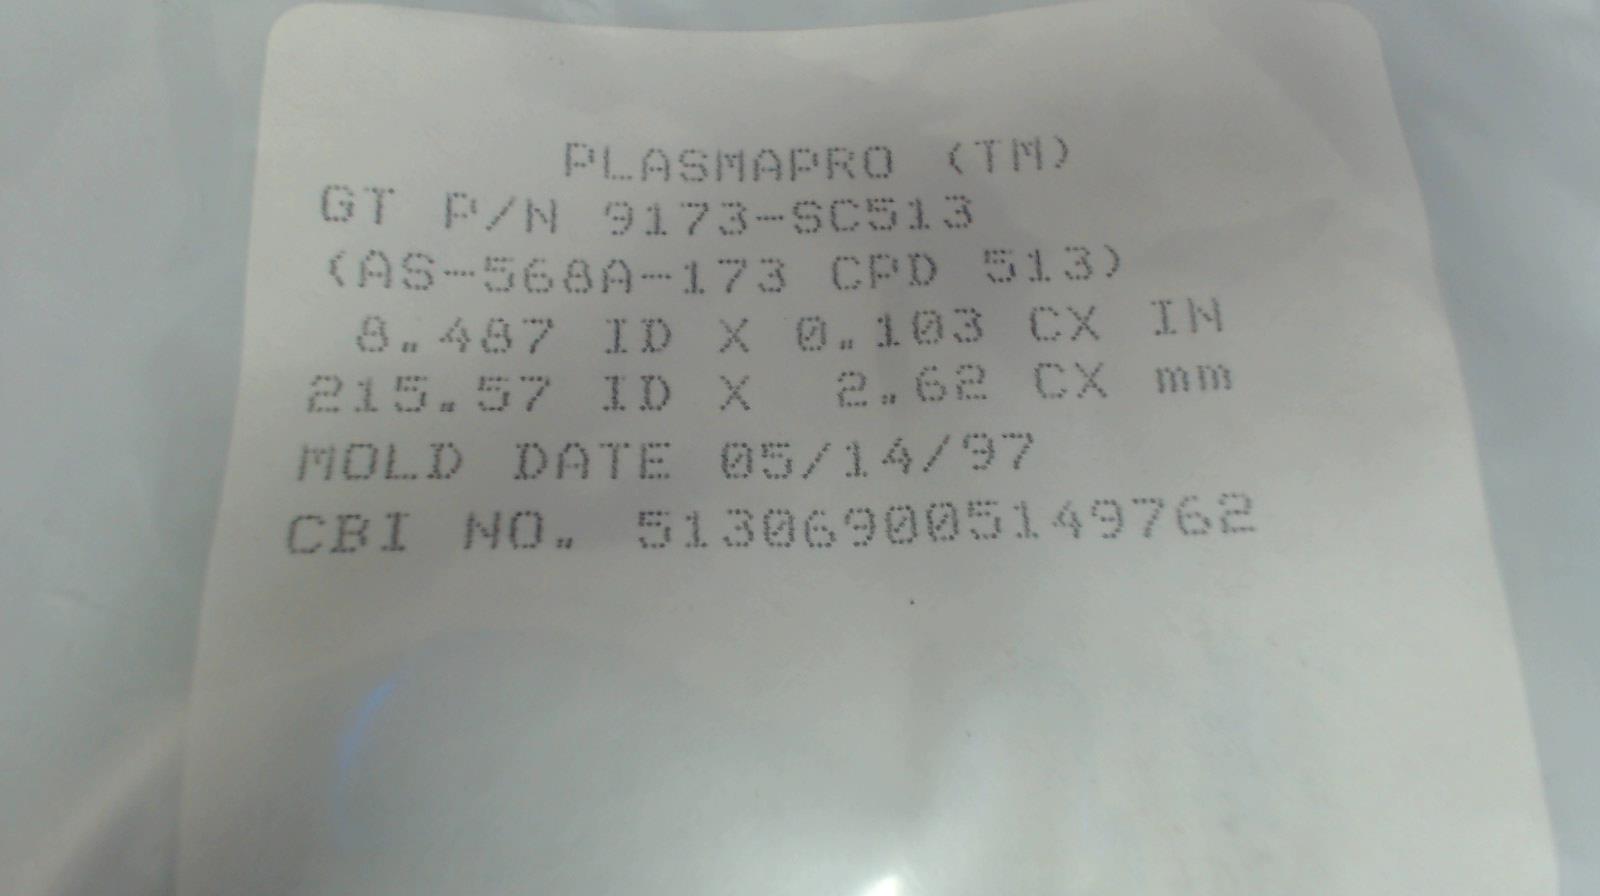 PLASMAPRO (TM)
GT P/N 9173-SC513
(AS-568A-173 CPD 513)
8.487 ID X 0.103 CX IN
215.57 ID X 2.62 CX mm
MOLD DATE 05/14/97
CBI NO. 513069005149762